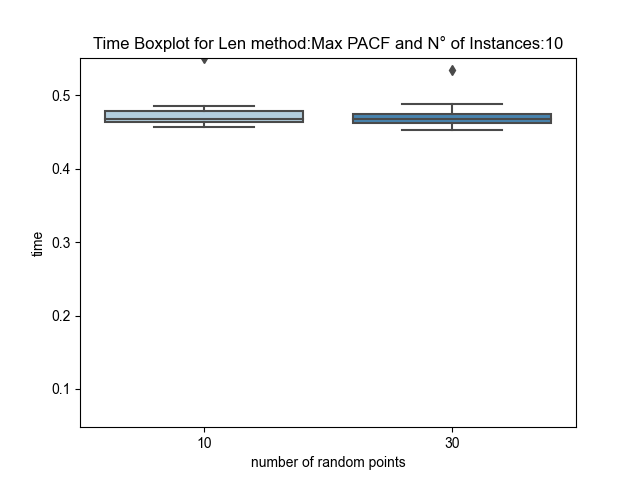 Time Boxplot for Len method:Max PACF and N° of Instances:10
0.5
0.4
0.3
0.2
0.1
time
10
30
number of random points